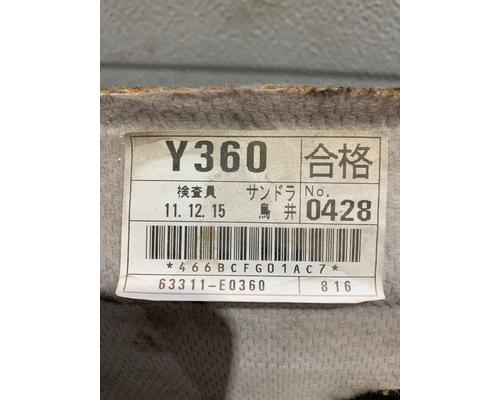 Y360 合格
検査員 サンドラ No.
11.12.15 鳥井 0428
*466BCFG01AC7*
63311-E0360 816